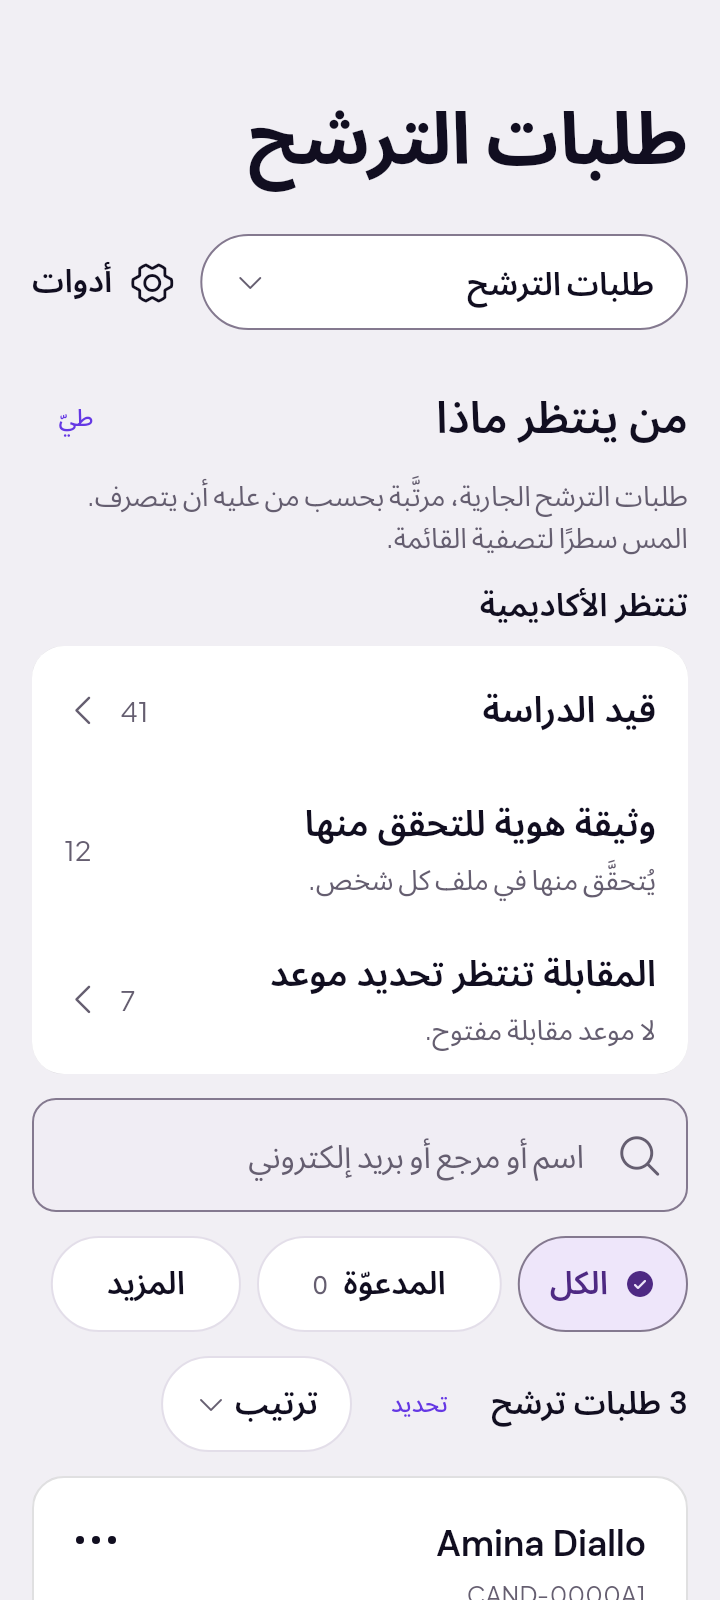 طلبات الترشح
طلبات الترشح
أدوات
من ينتظر ماذا
طيّ
طلبات الترشح الجارية، مرتَّبة بحسب من عليه أن يتصرف.
المس سطرًا لتصفية القائمة.
تنتظر الأكاديمية
قيد الدراسة 41
وثيقة هوية للتحقق منها 12
يُتحقَّق منها في ملف كل شخص.
المقابلة تنتظر تحديد موعد 7
لا موعد مقابلة مفتوح.
اسم أو مرجع أو بريد إلكتروني
الكل
المدعوّة 0
المزيد
3 طلبات ترشح
تحديد
ترتيب
Amina Diallo
CAND-0000A1